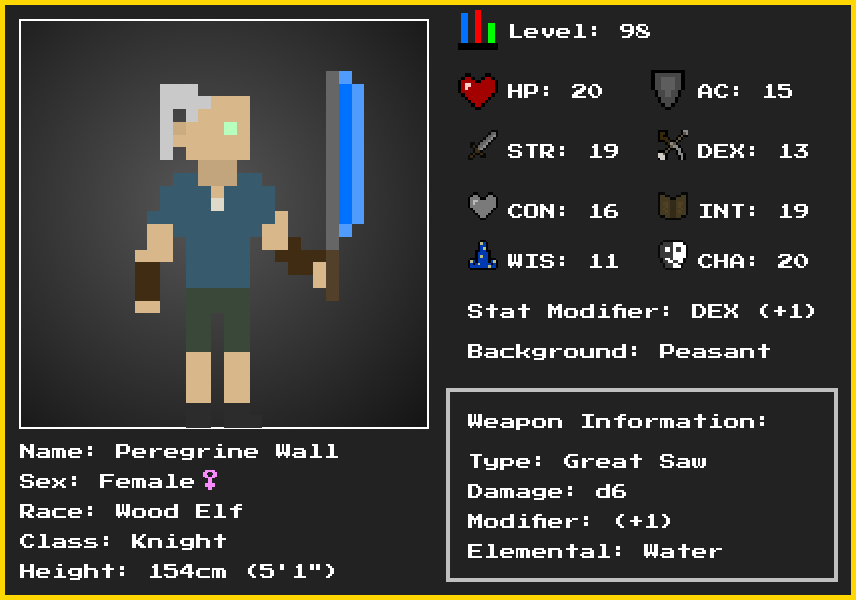 Level: 98
HP: 20
AC: 15
STR: 19
DEX: 13
CON: 16
INT: 19
WIS: 11
CHA: 20
Stat Modifier: DEX (+1)
Background: Peasant
Weapon Information:
Type: Great Saw
Damage: d6
Modifier: (+1)
Elemental: Water
Name: Peregrine Wall
Sex: Female♀
Race: Wood Elf
Class: Knight
Height: 154cm (5'1")